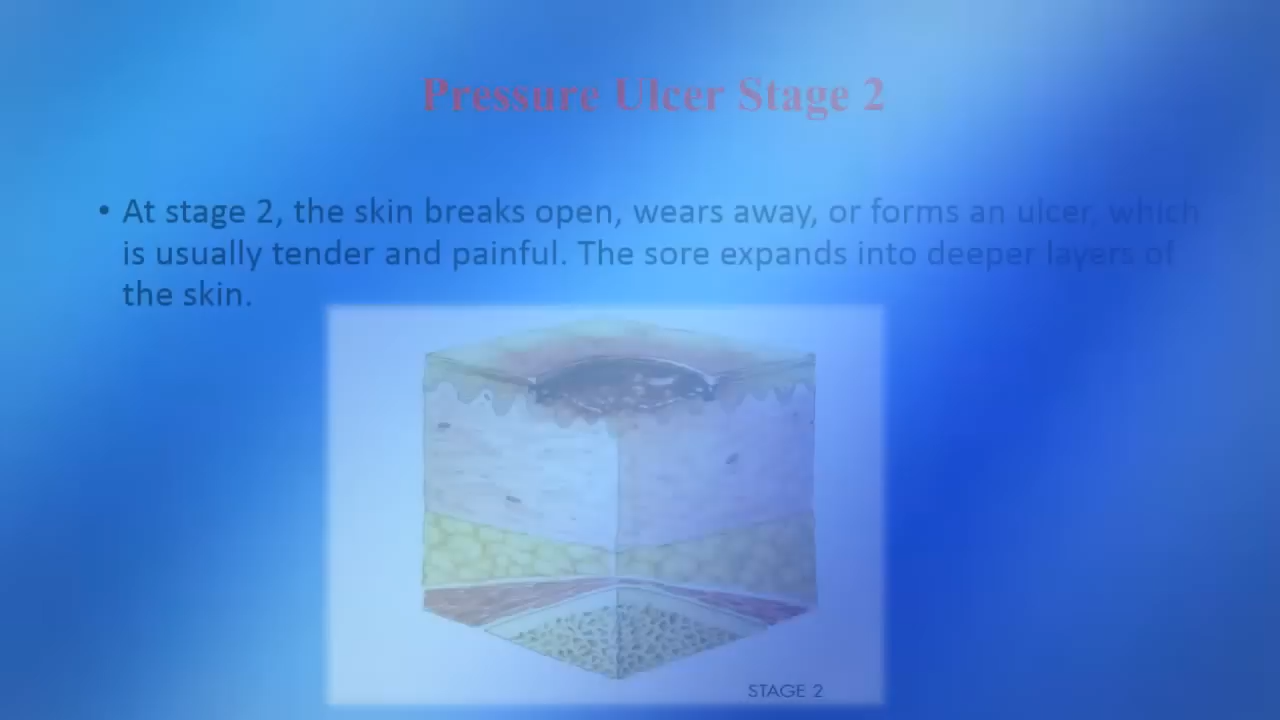 Pressure Ulcer Stage 2
• At stage 2, the skin breaks open, wears away, or forms an ulcer, which
is usually tender and painful. The sore expands into deeper layers of
the skin.
STAGE 2